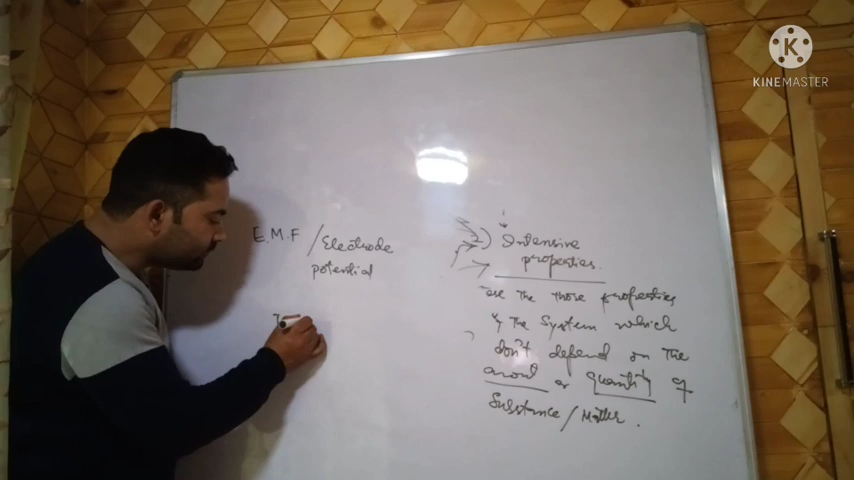 KINEMASTER
E.M.F / Electrode
potential
2) Intensive
properties.
are the those properties
of the System which
don't depend on the
amount or quantity of
Substance / Matter.